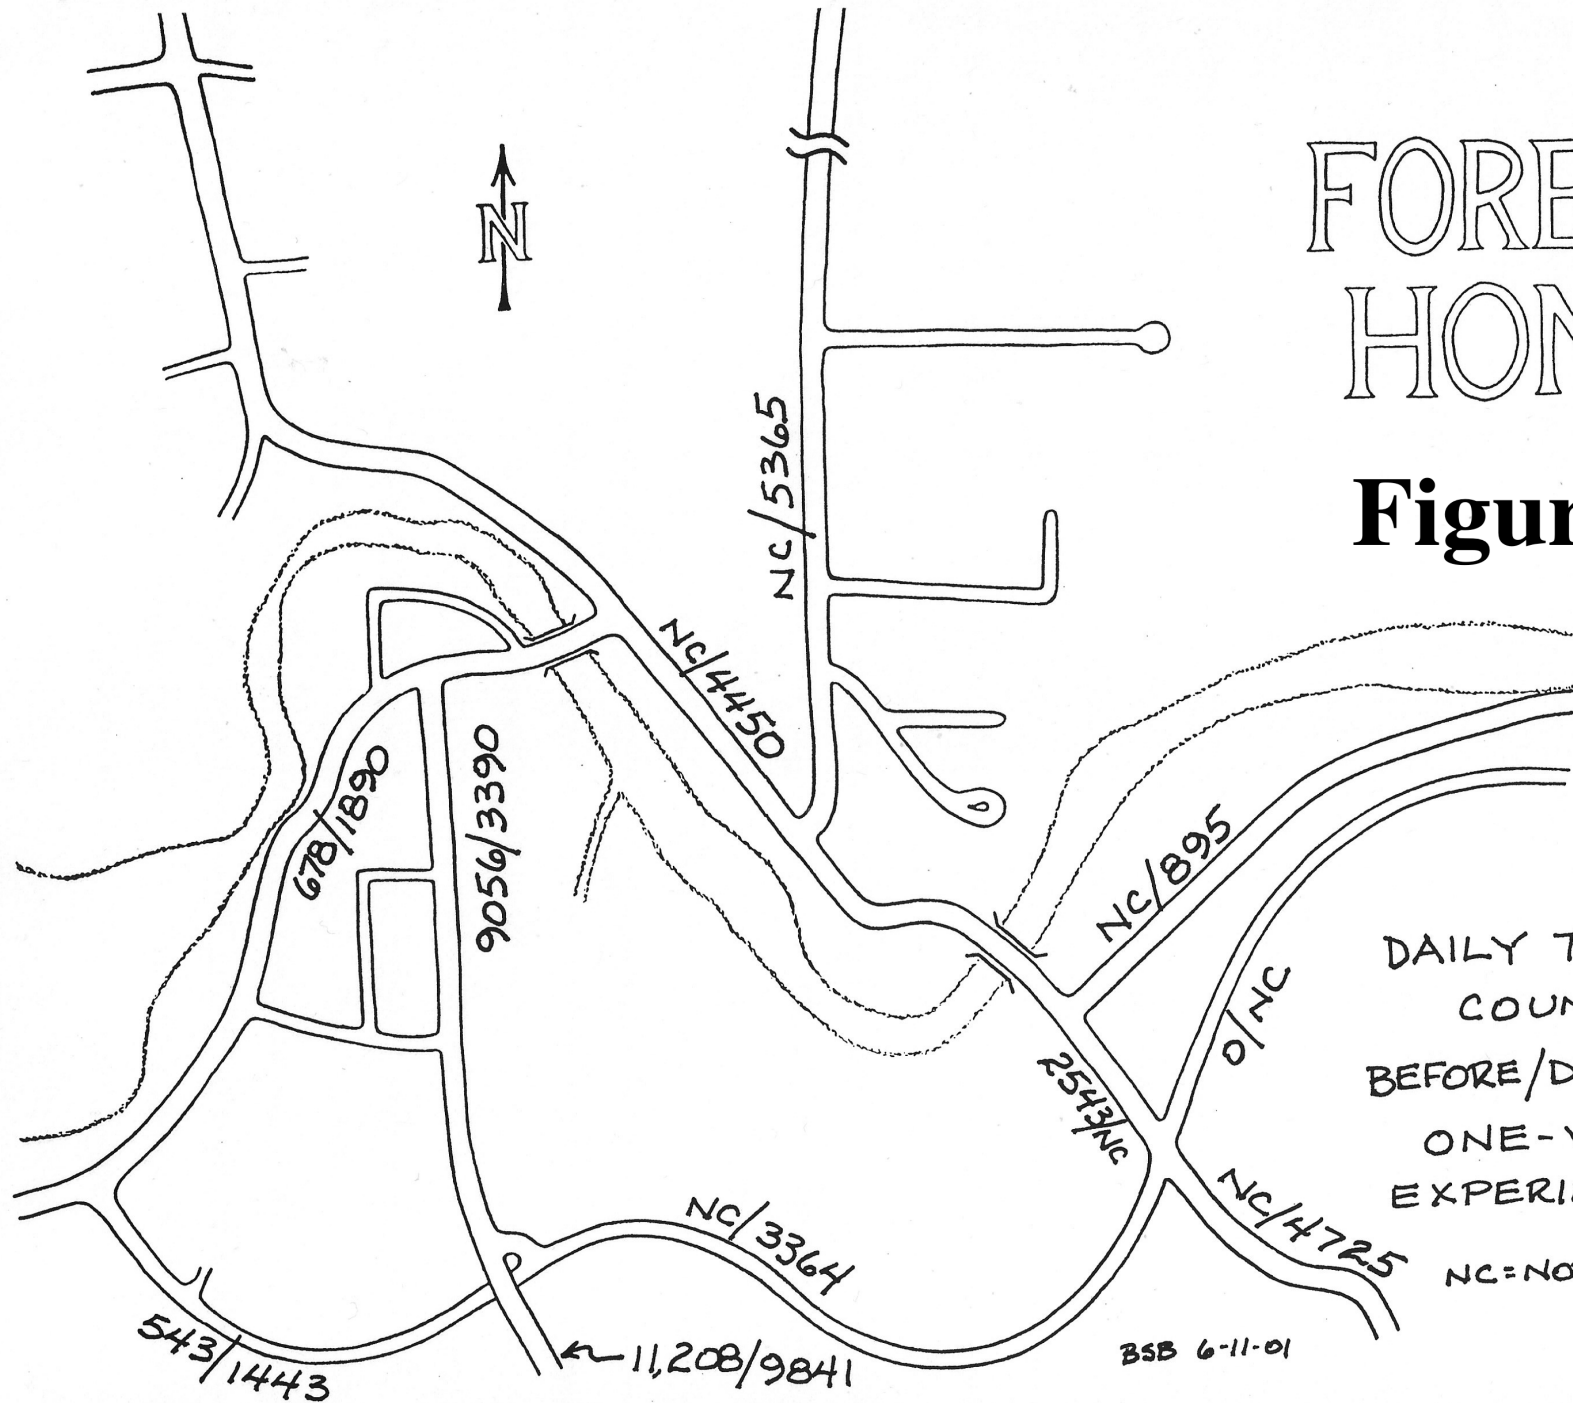 N
FORE
HON
Figur
NC/5365
NC/4450
678/1890
9056/3390
NC/895
0/NC
2543/NC
NC/4725
NC/3364
543/1443
11,208/9841
DAILY T
COUN
BEFORE/D
ONE-Y
EXPERI
NC=NO
BSB 6-11-01